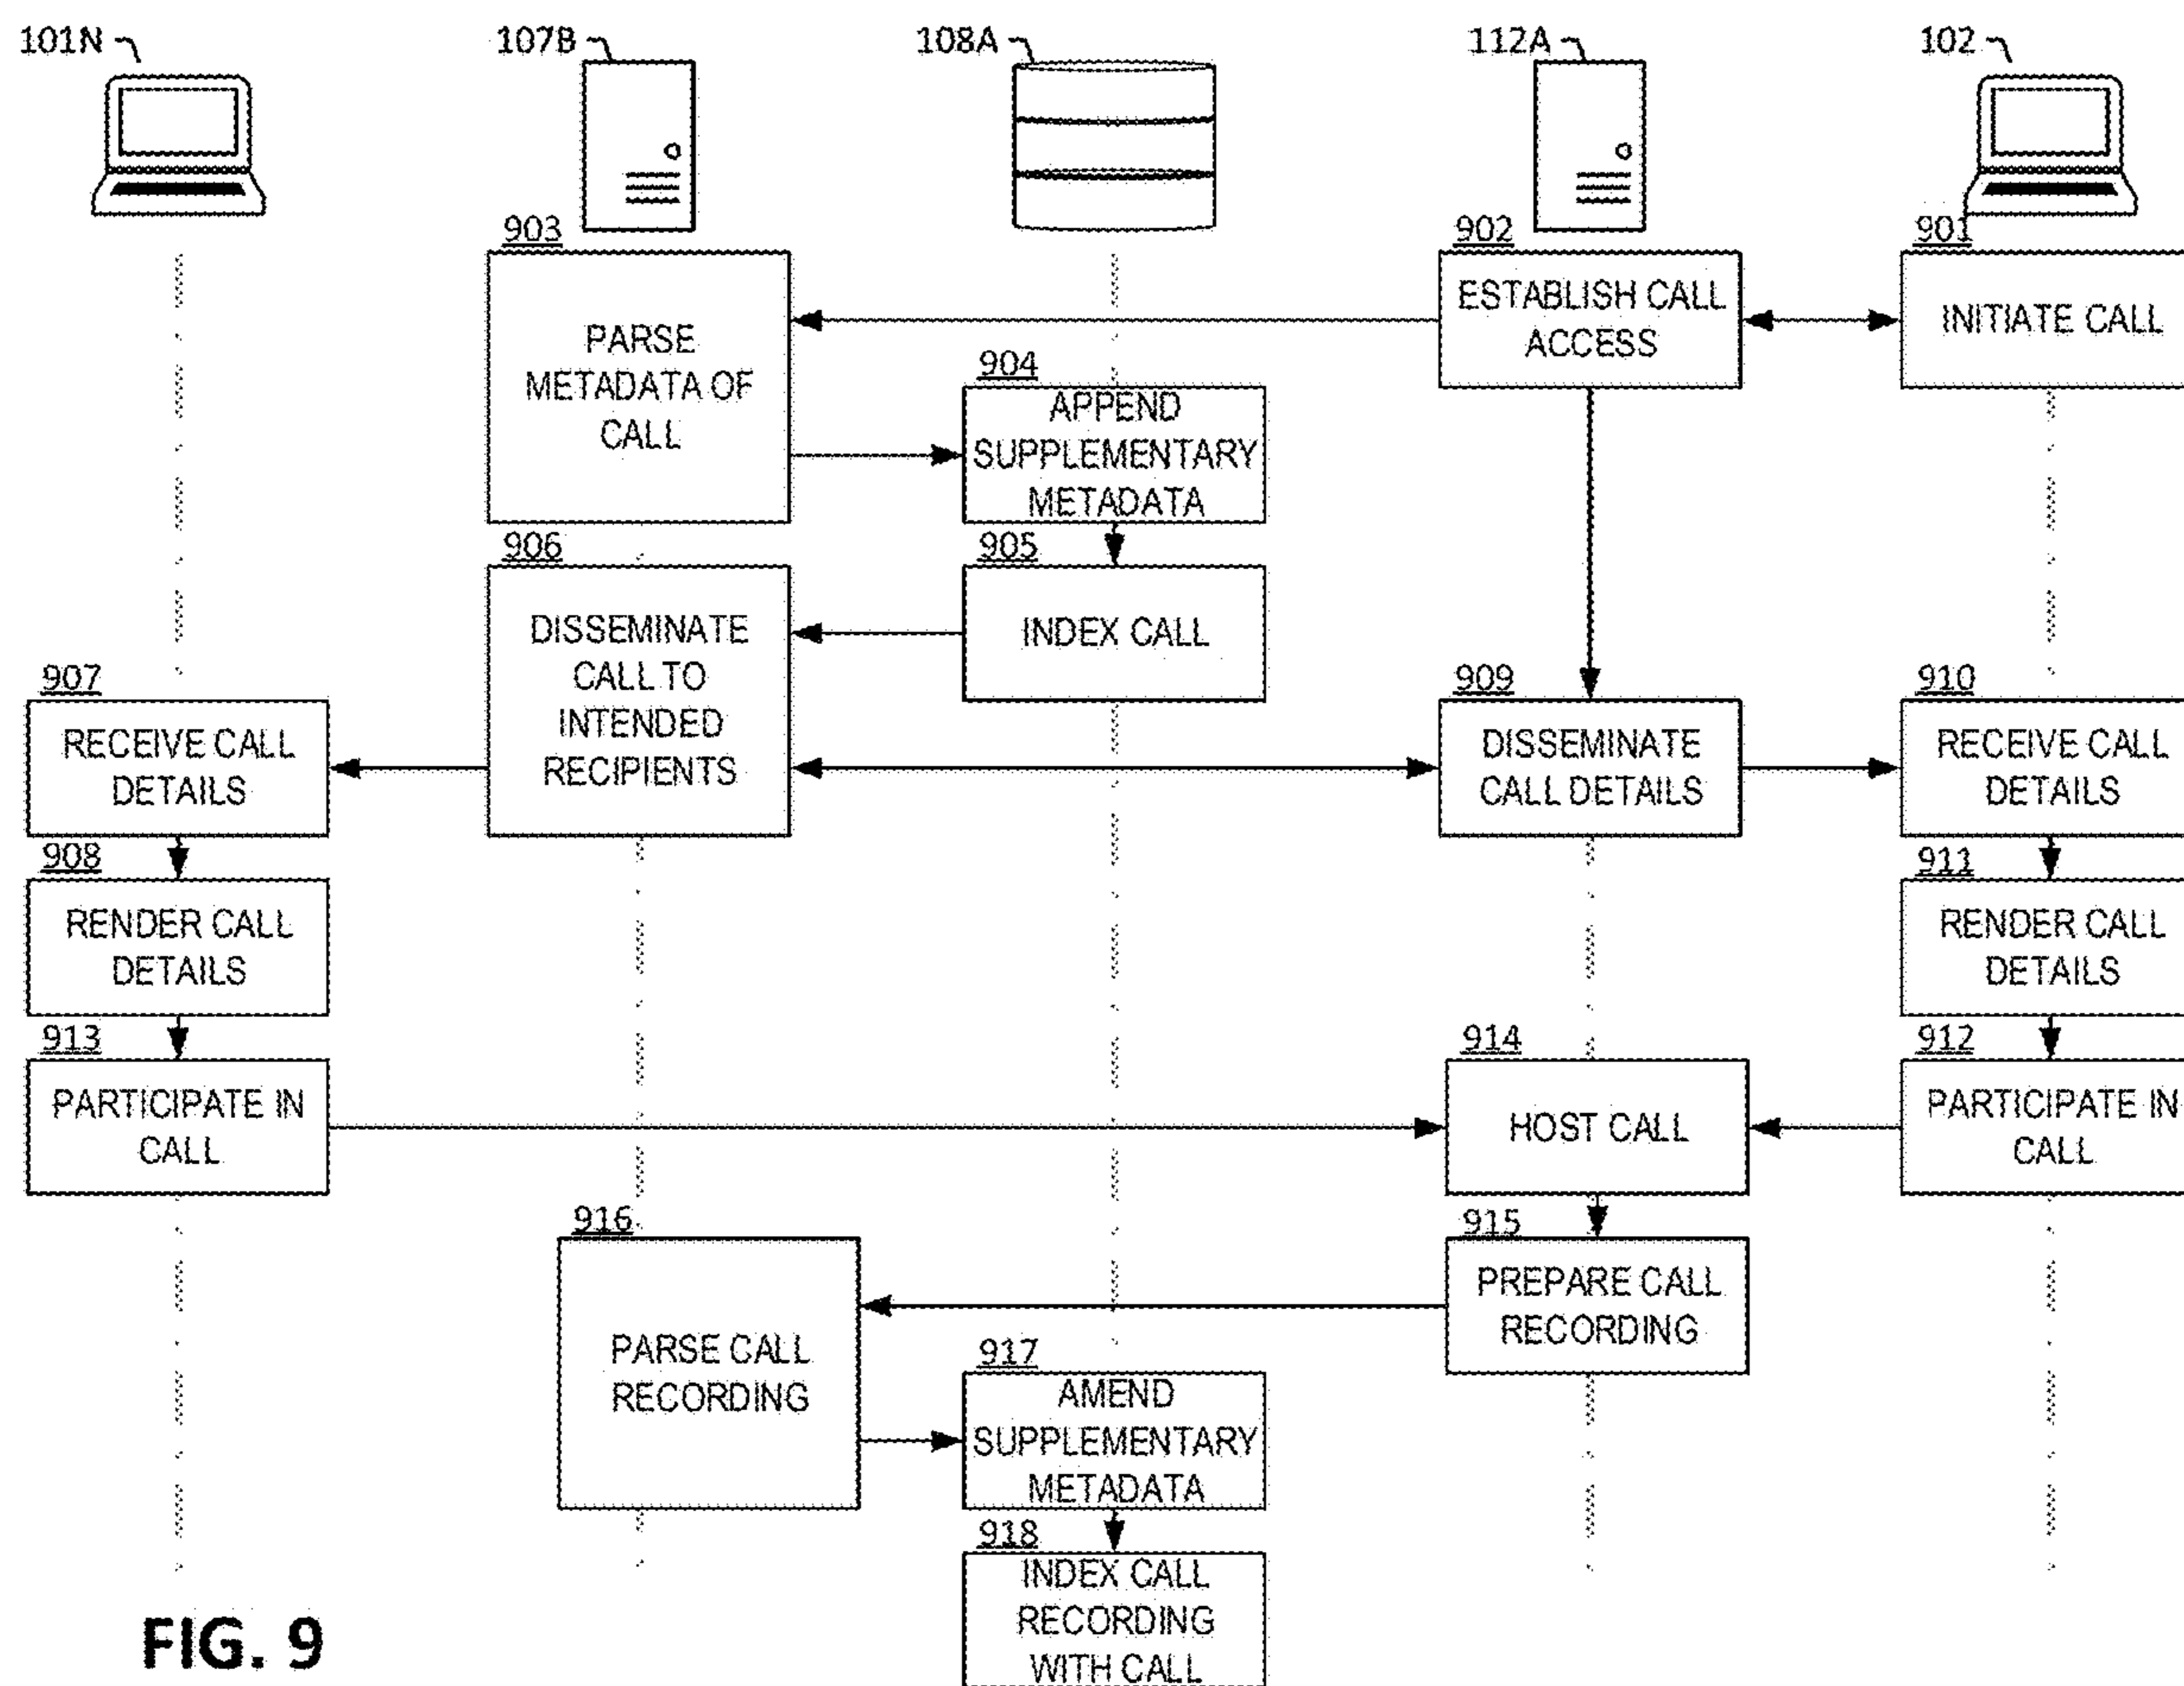 101N
107B
108A
112A
102
903
902
901
PARSE
METADATA OF
CALL
ESTABLISH CALL
ACCESS
INITIATE CALL
904
APPEND
SUPPLEMENTARY
METADATA
906
905
DISSEMINATE
CALL TO
INTENDED
RECIPIENTS
INDEX CALL
907
909
910
RECEIVE CALL
DETAILS
DISSEMINATE
CALL DETAILS
RECEIVE CALL
DETAILS
908
911
RENDER CALL
DETAILS
RENDER CALL
DETAILS
913
914
912
PARTICIPATE IN
CALL
HOST CALL
PARTICIPATE IN
CALL
916
915
PARSE CALL
RECORDING
PREPARE CALL
RECORDING
917
AMEND
SUPPLEMENTARY
METADATA
918
INDEX CALL
RECORDING
WITH CALL
FIG. 9